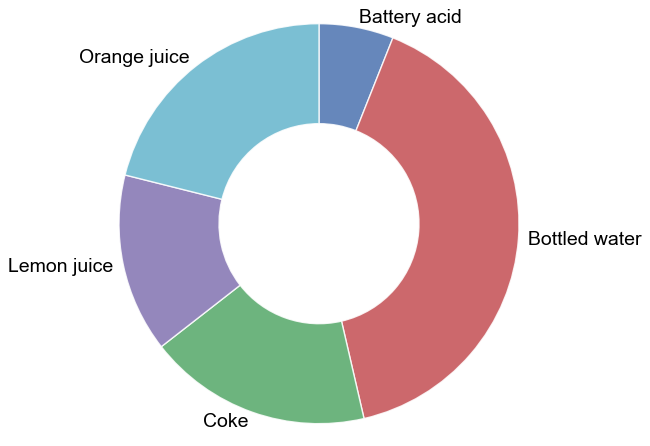 Battery acid
Orange juice
Bottled water
Lemon juice
Coke